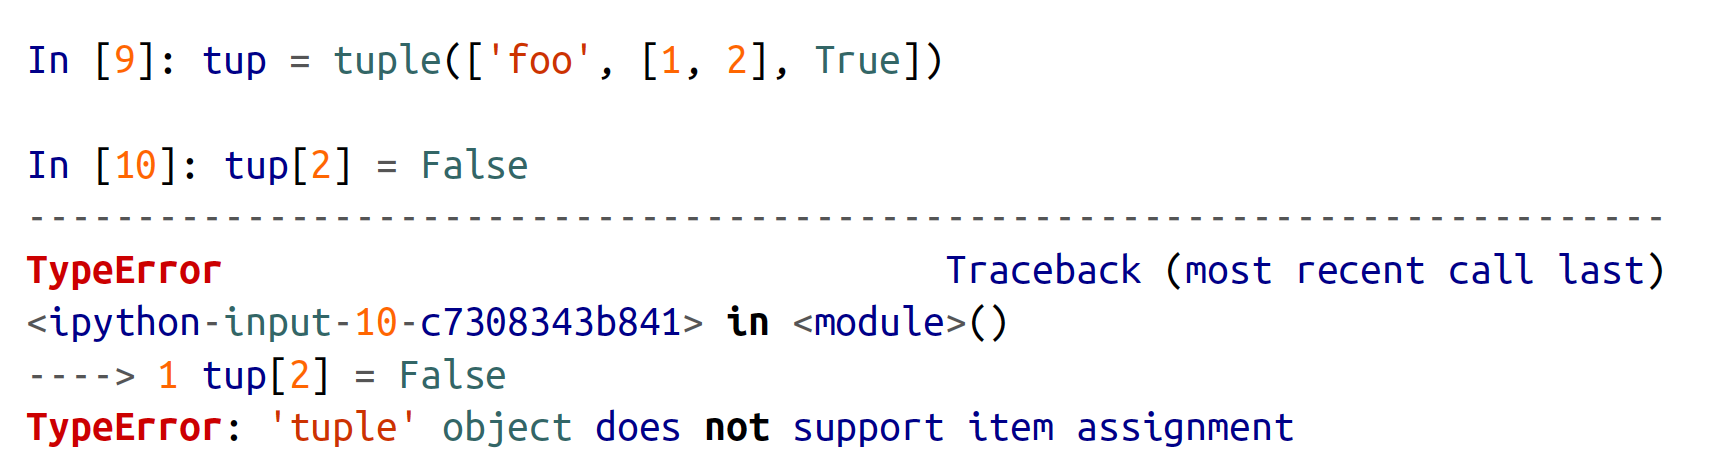 In [9]: tup = tuple(['foo', [1, 2], True])
In [10]: tup[2] = False
---------------------------------------------------------------------------
TypeError                                 Traceback (most recent call last)
<ipython-input-10-c7308343b841> in <module>()
----> 1 tup[2] = False
TypeError: 'tuple' object does not support item assignment